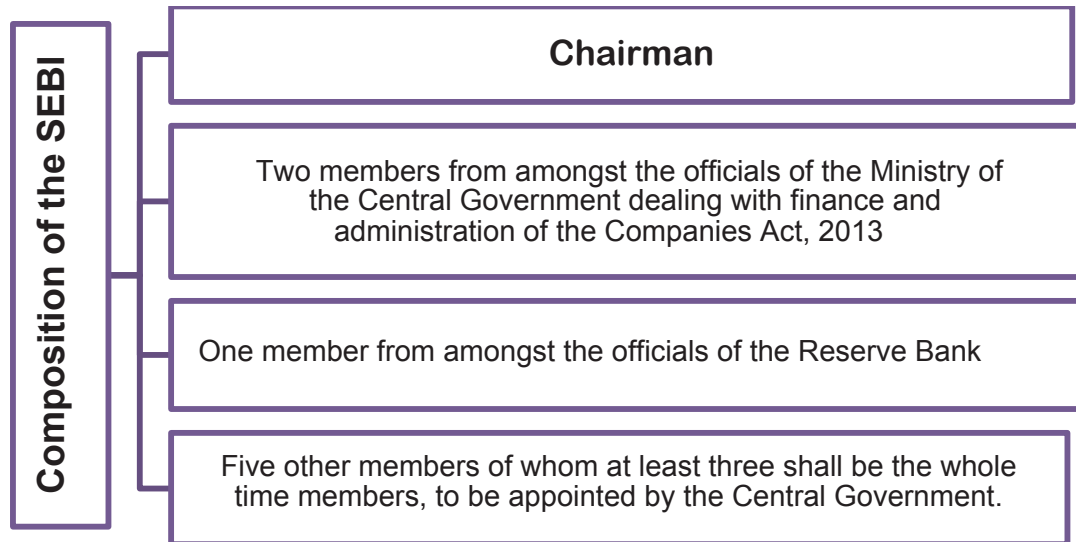 Composition of the SEBI
Chairman
Two members from amongst the officials of the Ministry of
the Central Government dealing with finance and
administration of the Companies Act, 2013
One member from amongst the officials of the Reserve Bank
Five other members of whom at least three shall be the whole
time members, to be appointed by the Central Government.